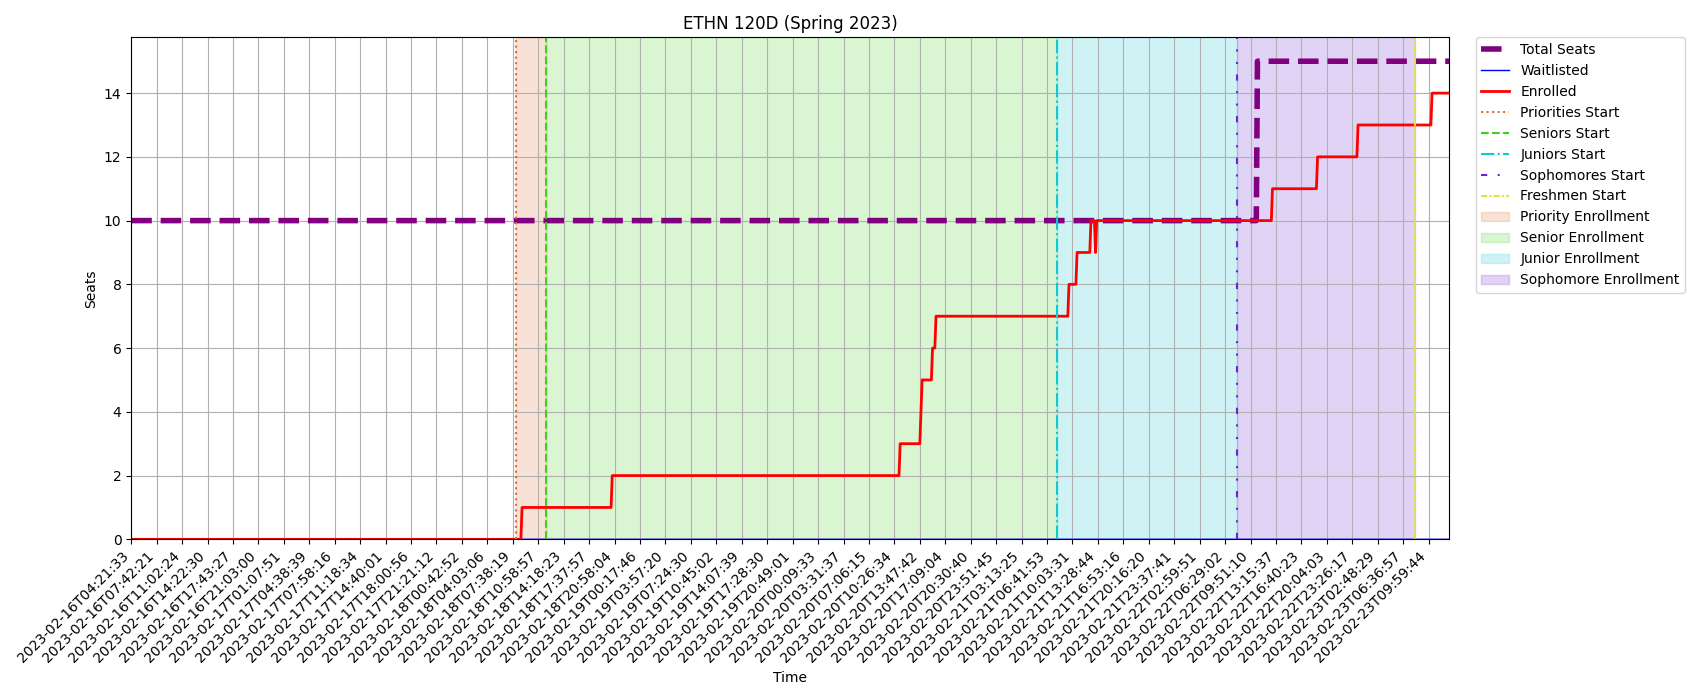 ETHN 120D (Spring 2023)
Seats
14
12
10
8
6
4
2
0
2023-02-16T04:21:33
2023-02-16T07:42:21
2023-02-16T11:02:24
2023-02-16T14:22:30
2023-02-16T17:43:27
2023-02-16T21:03:00
2023-02-17T01:07:51
2023-02-17T04:38:39
2023-02-17T07:58:16
2023-02-17T11:18:34
2023-02-17T14:40:01
2023-02-17T18:00:56
2023-02-17T21:21:12
2023-02-18T00:42:52
2023-02-18T04:03:06
2023-02-18T07:38:19
2023-02-18T10:58:57
2023-02-18T14:18:23
2023-02-18T17:37:57
2023-02-18T20:58:04
2023-02-19T00:17:46
2023-02-19T03:57:20
2023-02-19T07:24:30
2023-02-19T10:45:02
2023-02-19T14:07:39
2023-02-19T17:28:30
2023-02-19T20:49:01
2023-02-20T00:09:33
2023-02-20T03:31:37
2023-02-20T07:06:15
2023-02-20T10:26:34
2023-02-20T13:47:42
2023-02-20T17:09:04
2023-02-20T20:30:40
2023-02-20T23:51:45
2023-02-21T03:13:25
2023-02-21T06:41:53
2023-02-21T10:03:31
2023-02-21T13:28:44
2023-02-21T16:53:16
2023-02-21T20:16:20
2023-02-21T23:37:41
2023-02-22T02:59:51
2023-02-22T06:29:02
2023-02-22T09:51:10
2023-02-22T13:15:37
2023-02-22T16:40:23
2023-02-22T20:04:03
2023-02-22T23:26:17
2023-02-23T02:48:29
2023-02-23T06:36:57
2023-02-23T09:59:44
Time
Total Seats
Waitlisted
Enrolled
Priorities Start
Seniors Start
Juniors Start
Sophomores Start
Freshmen Start
Priority Enrollment
Senior Enrollment
Junior Enrollment
Sophomore Enrollment